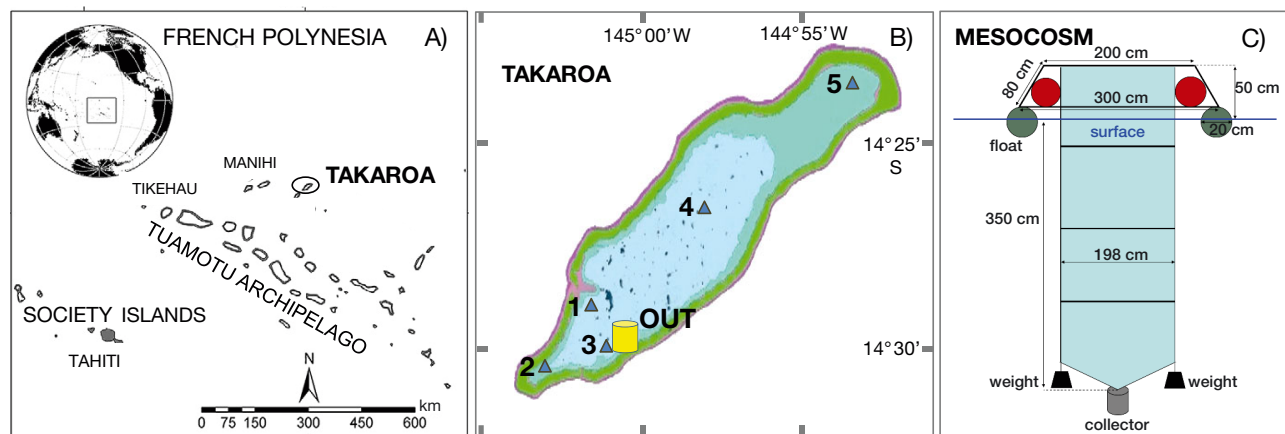 FRENCH POLYNESIA
A)
MANIHI
TAKAROA
TIKEHAU
TUAMOTU ARCHIPELAGO
SOCIETY ISLANDS
TAHITI
N
km
0 75 150 300 450 600
145°00'W 144°55'W
B)
TAKAROA
5
14°25'
S
4
1
OUT
3
14°30'
2
MESOCOSM
C)
200 cm
80 cm
50 cm
300 cm
surface
20 cm
float
350 cm
198 cm
weight
weight
collector